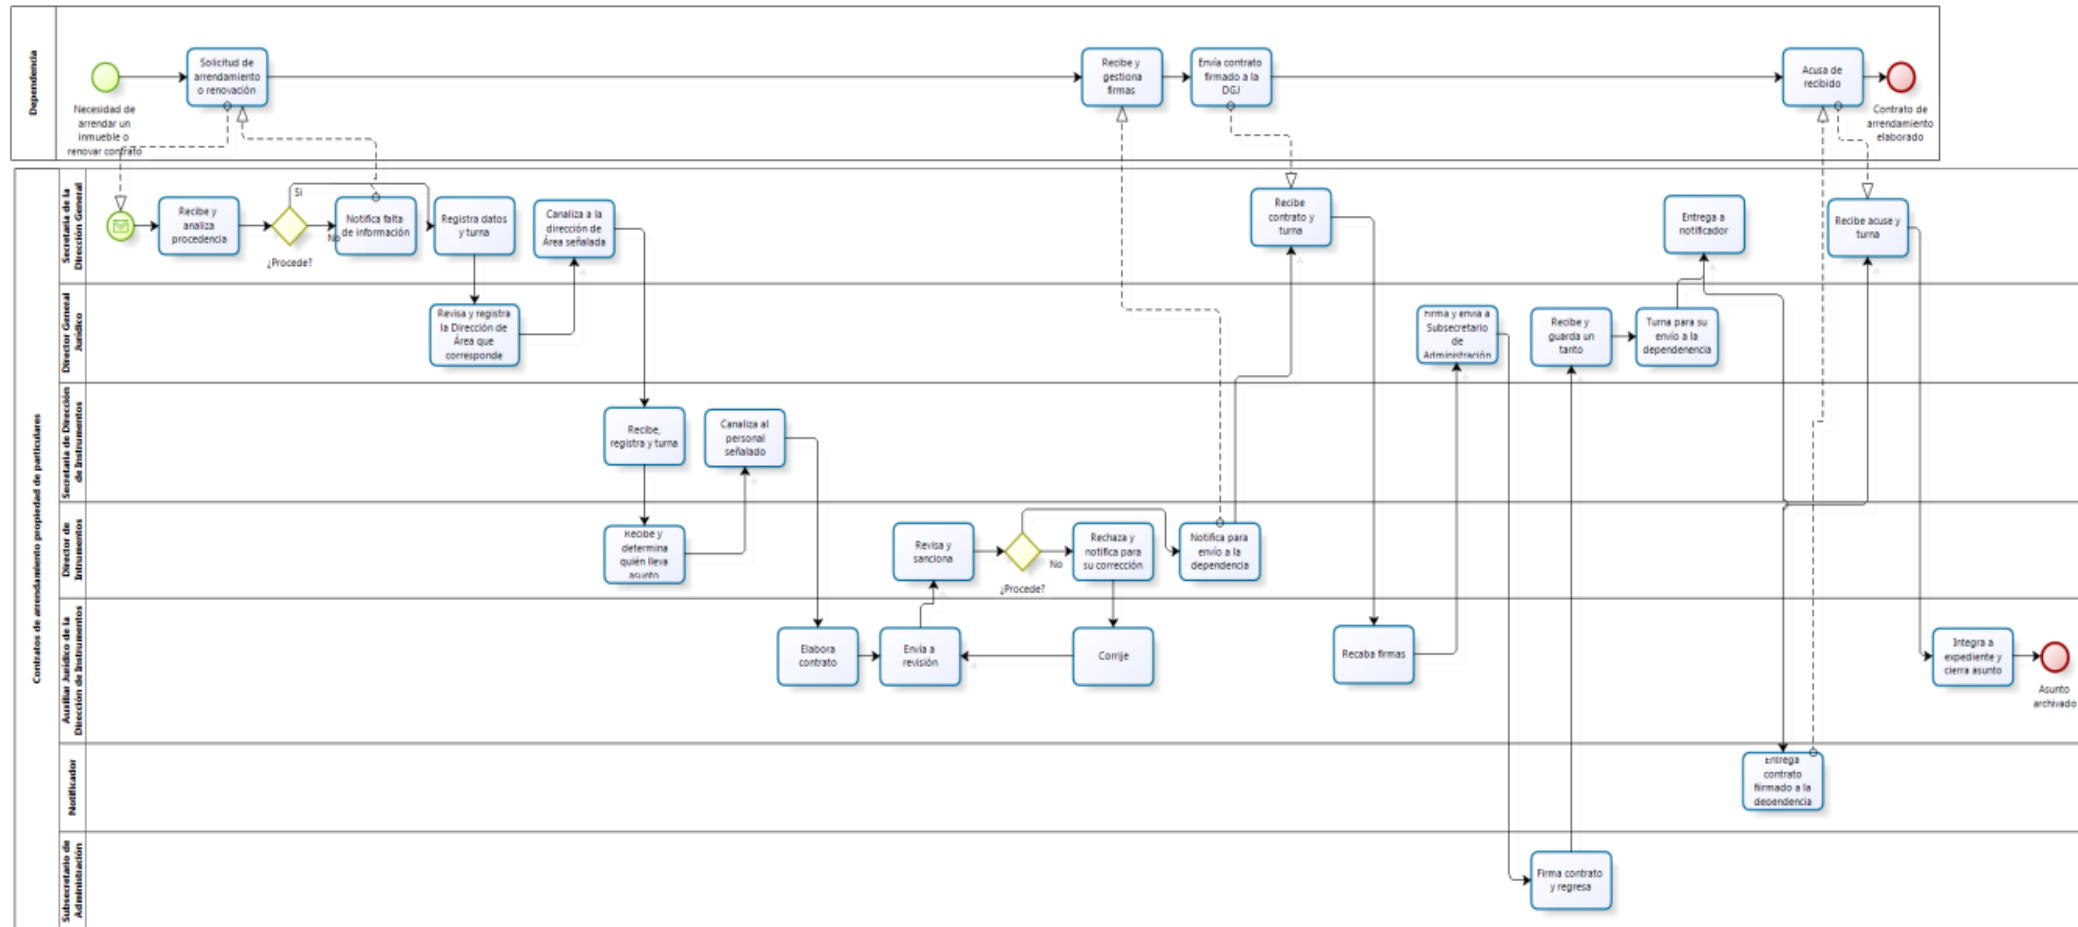 Dependencia
Necesidad de
arrendar un
inmueble o
renovar contrato
Solicitud de
arrendamiento
o renovación
Recibe y
gestiona
firmas
Envía contrato
firmado a la
DGJ
Acusa de
recibido
Contrato de
arrendamiento
elaborado
Contratos de arrendamiento propiedad de particulares
Secretaria de la
Dirección General
Recibe y
analiza
procedencia
¿Procede?
Si
No
Notifica falta
de información
Registra datos
y turna
Canaliza a la
dirección de
Área señalada
Recibe
contrato y
turna
Entrega a
notificador
Recibe acuse y
turna
Director General
Jurídico
Revisa y registra
la Dirección de
Área que
corresponde
Firma y envía a
Subsecretario
de
Administración
Recibe y
guarda un
tanto
Turna para su
envío a la
dependenencia
Secretaria de Dirección
de Instrumentos
Recibe,
registra y turna
Canaliza al
personal
señalado
Director de
Intrumentos
Recibe y
determina
quién lleva
asunto
Revisa y
sanciona
¿Procede?
No
Rechaza y
notifica para
su corrección
Notifica para
envío a la
dependencia
Auxiliar Jurídico de la
Dirección de Instrumentos
Elabora
contrato
Envía a
revisión
Corrije
Recaba firmas
Integra a
expediente y
cierra asunto
Asunto
archivado
Notificador
Entrega
contrato
fiirmado a la
dependencia
Subsecretario de
Administración
Firma contrato
y regresa